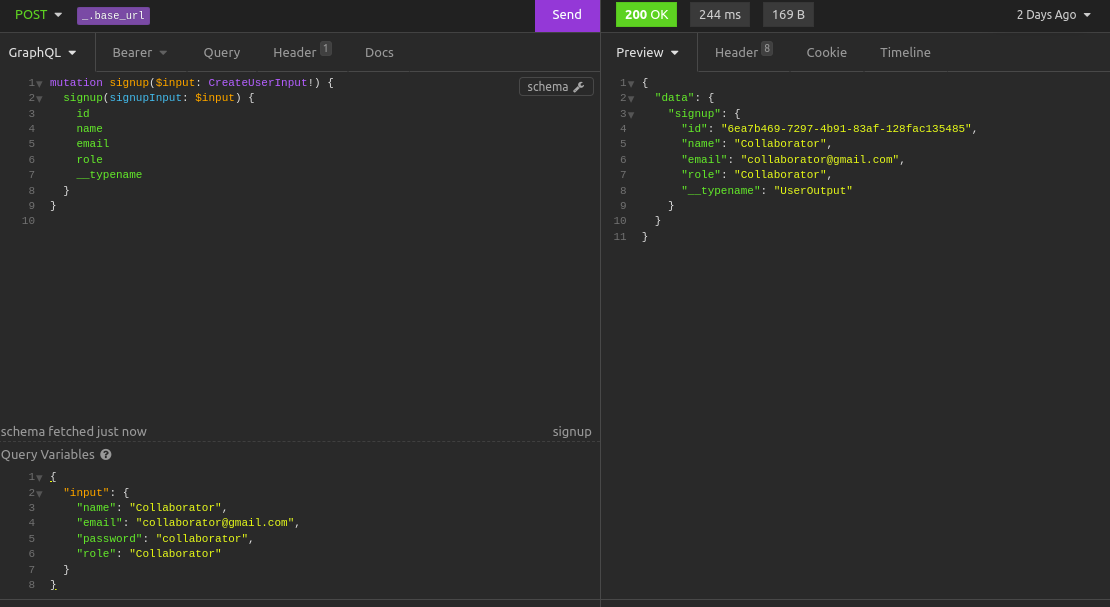 POST _.base_url Send 200 OK 244 ms 169 B 2 Days Ago
GraphQL Bearer Query Header 1 Docs
1 mutation signup($input: CreateUserInput!) {
2 signup(signupInput: $input) {
3 id
4 name
5 email
6 role
7 __typename
8 }
9 }
10
schema
schema fetched just now signup
Query Variables ?
1 {
2 "input": {
3 "name": "Collaborator",
4 "email": "collaborator@gmail.com",
5 "password": "collaborator",
6 "role": "Collaborator"
7 }
8 }
Preview Header 8 Cookie Timeline
1 {
2 "data": {
3 "signup": {
4 "id": "6ea7b469-7297-4b91-83af-128fac135485",
5 "name": "Collaborator",
6 "email": "collaborator@gmail.com",
7 "role": "Collaborator",
8 "__typename": "UserOutput"
9 }
10 }
11 }